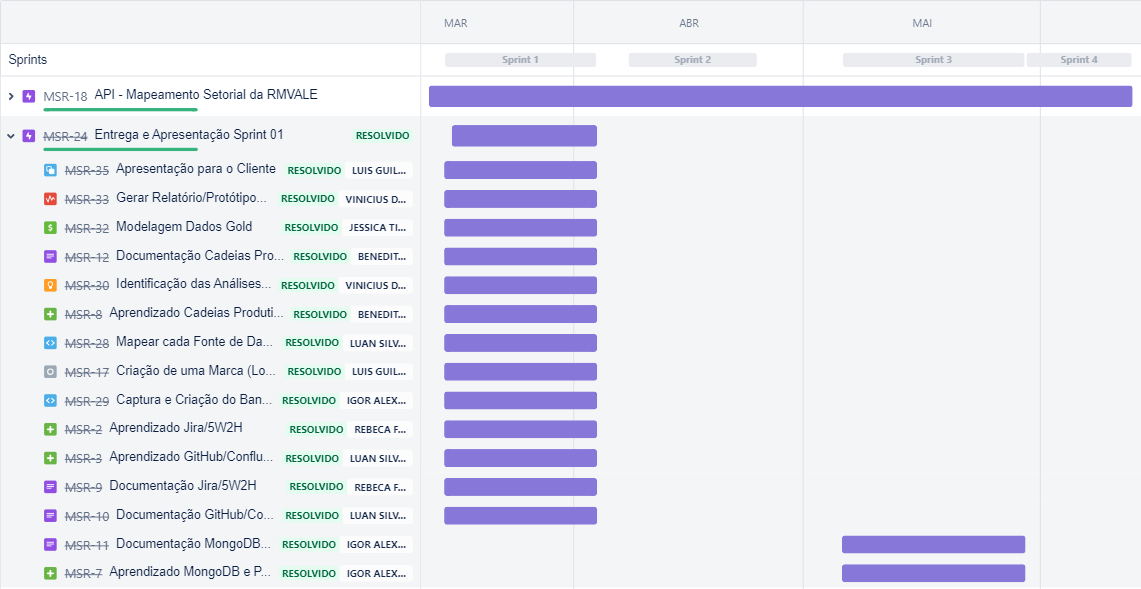 MAR ABR MAI
Sprints Sprint 1 Sprint 2 Sprint 3 Sprint 4
MSR-18 API - Mapeamento Setorial da RMVALE
MSR-24 Entrega e Apresentação Sprint 01 RESOLVIDO
MSR-35 Apresentação para o Cliente RESOLVIDO LUIS GUIL...
MSR-33 Gerar Relatório/Protótipo... RESOLVIDO VINICIUS D...
MSR-32 Modelagem Dados Gold RESOLVIDO JESSICA TI...
MSR-12 Documentação Cadeias Pro... RESOLVIDO BENEDIT...
MSR-30 Identificação das Análises... RESOLVIDO VINICIUS D...
MSR-8 Aprendizado Cadeias Produti... RESOLVIDO BENEDIT...
MSR-28 Mapear cada Fonte de Da... RESOLVIDO LUAN SILV...
MSR-17 Criação de uma Marca (Lo... RESOLVIDO LUIS GUIL...
MSR-29 Captura e Criação do Ban... RESOLVIDO IGOR ALEX...
MSR-2 Aprendizado Jira/5W2H RESOLVIDO REBECA F...
MSR-3 Aprendizado GitHub/Conflu... RESOLVIDO LUAN SILV...
MSR-9 Documentação Jira/5W2H RESOLVIDO REBECA F...
MSR-10 Documentação GitHub/Co... RESOLVIDO LUAN SILV...
MSR-11 Documentação MongoDB... RESOLVIDO IGOR ALEX...
MSR-7 Aprendizado MongoDB e P... RESOLVIDO IGOR ALEX...